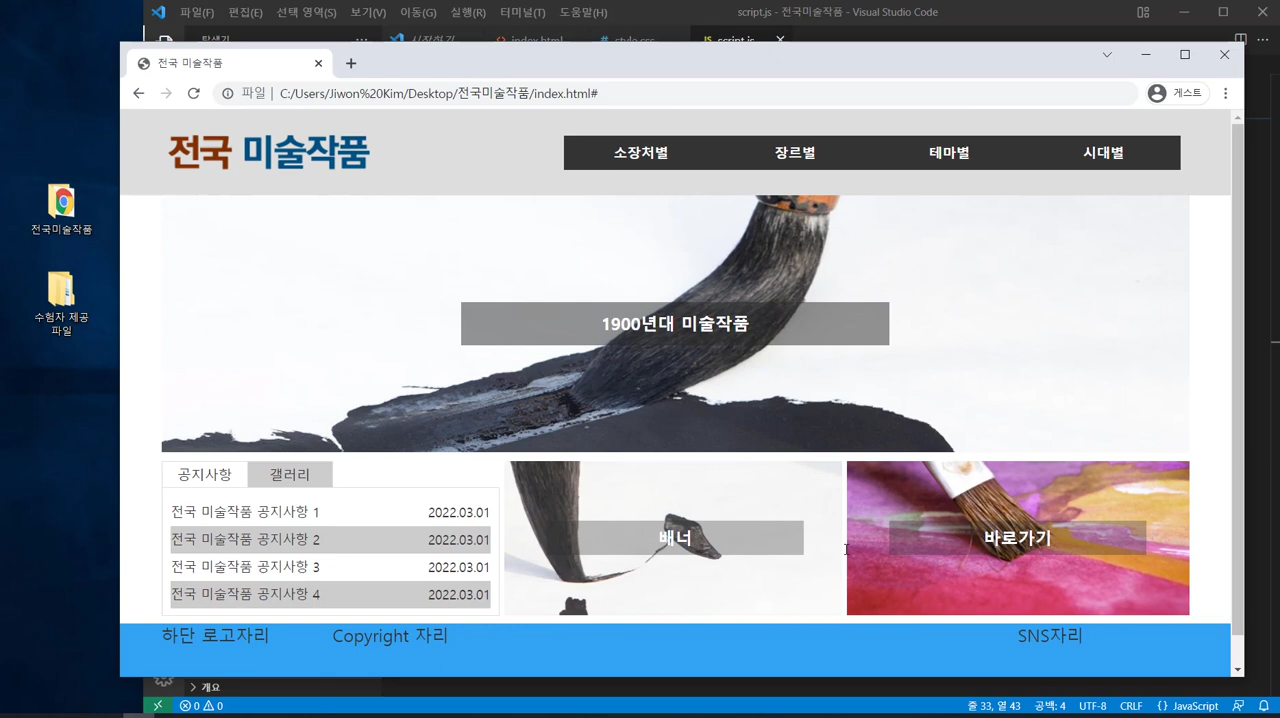 파일(F) 편집(E) 선택 영역(S) 보기(V) 이동(G) 실행(R) 터미널(T) 도움말(H)
script.js - 전국미술작품 - Visual Studio Code
탐색기 ··· 시작하기 index.html # style.css JS script.js
전국 미술작품
파일 | C:/Users/Jiwon%20Kim/Desktop/전국미술작품/index.html#
게스트
전국 미술작품
소장처별 장르별 테마별 시대별
전국미술작품
수험자 제공
파일
1900년대 미술작품
공지사항 갤러리
전국 미술작품 공지사항 1 2022.03.01
전국 미술작품 공지사항 2 2022.03.01
전국 미술작품 공지사항 3 2022.03.01
전국 미술작품 공지사항 4 2022.03.01
배너
바로가기
하단 로고자리 Copyright 자리 SNS자리
개요
0 0 줄 33, 열 43 공백: 4 UTF-8 CRLF {} JavaScript